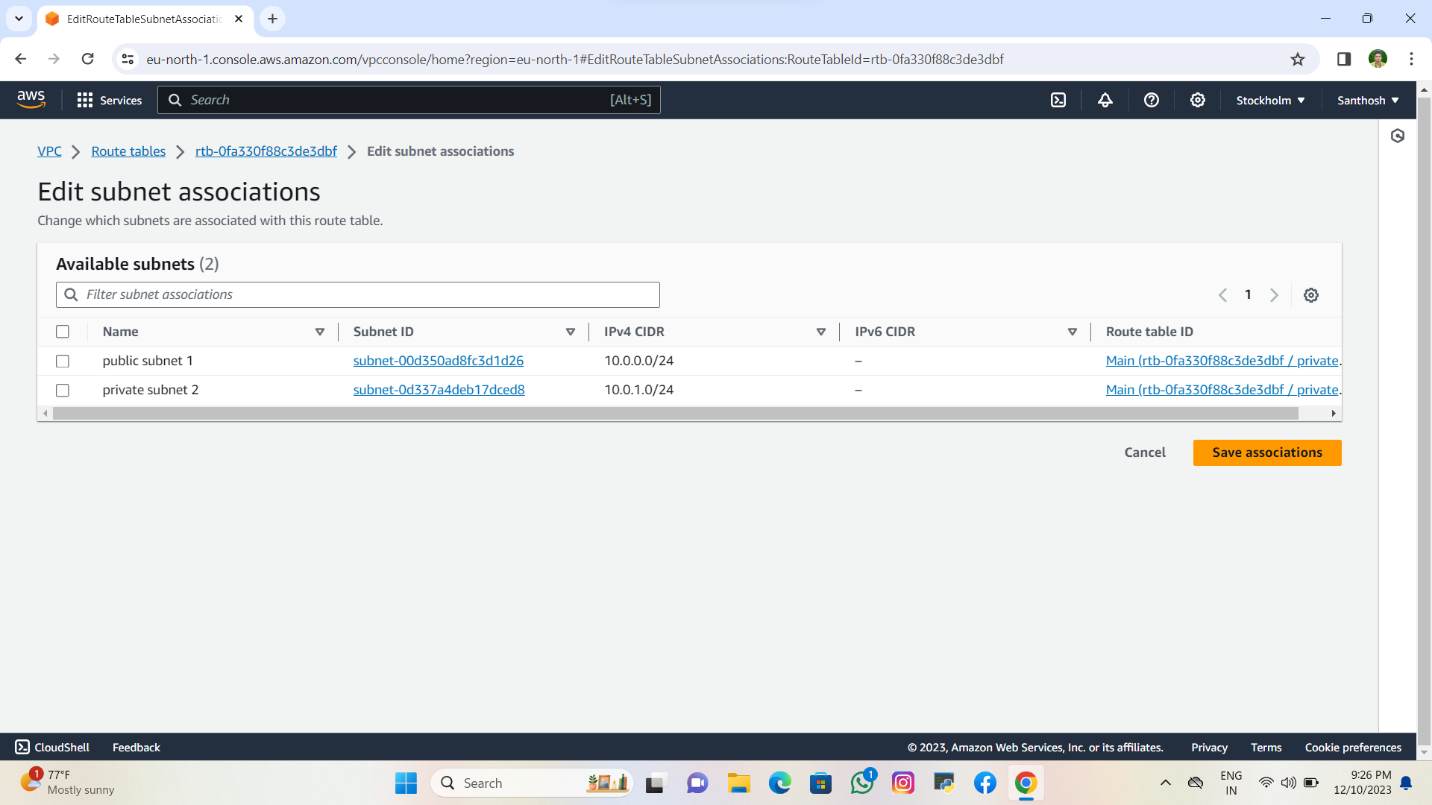 EditRouteTableSubnetAssociatio
eu-north-1.console.aws.amazon.com/vpcconsole/home?region=eu-north-1#EditRouteTableSubnetAssociations:RouteTableId=rtb-0fa330f88c3de3dbf
aws Services Search [Alt+S] Stockholm Santhosh
VPC Route tables rtb-0fa330f88c3de3dbf Edit subnet associations
Edit subnet associations
Change which subnets are associated with this route table.
Available subnets (2)
Filter subnet associations
1
Name Subnet ID IPv4 CIDR IPv6 CIDR Route table ID
public subnet 1 subnet-00d350ad8fc3d1d26 10.0.0.0/24 – Main (rtb-0fa330f88c3de3dbf / private.
private subnet 2 subnet-0d337a4deb17dced8 10.0.1.0/24 – Main (rtb-0fa330f88c3de3dbf / private.
Cancel Save associations
CloudShell Feedback © 2023, Amazon Web Services, Inc. or its affiliates. Privacy Terms Cookie preferences
1 77°F
Mostly sunny
Search
1
ENG
IN
9:26 PM
12/10/2023